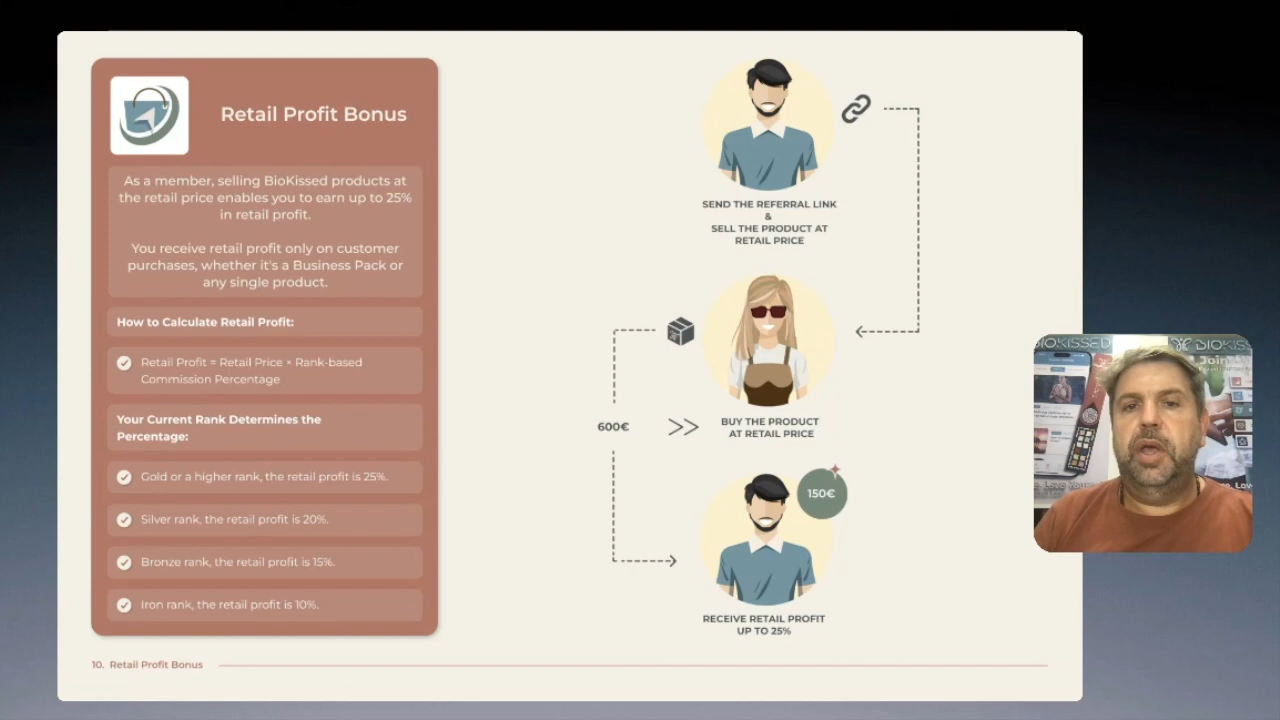 Retail Profit Bonus
As a member, selling BioKissed products at
the retail price enables you to earn up to 25%
in retail profit.
You receive retail profit only on customer
purchases, whether it's a Business Pack or
any single product.
How to Calculate Retail Profit:
Retail Profit = Retail Price × Rank-based
Commission Percentage
Your Current Rank Determines the
Percentage:
Gold or a higher rank, the retail profit is 25%.
Silver rank, the retail profit is 20%.
Bronze rank, the retail profit is 15%.
Iron rank, the retail profit is 10%.
10. Retail Profit Bonus
SEND THE REFERRAL LINK
&
SELL THE PRODUCT AT
RETAIL PRICE
600€
BUY THE PRODUCT
AT RETAIL PRICE
150€
RECEIVE RETAIL PROFIT
UP TO 25%
BIOKISSED
BIOKISS
Join